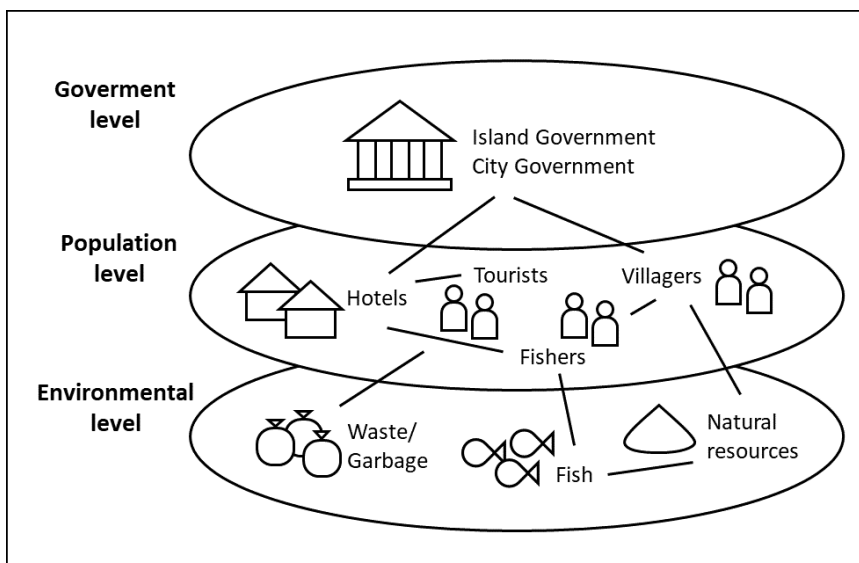 Goverment
level
Island Government
City Government
Population
level
Hotels
Tourists
Villagers
Fishers
Environmental
level
Waste/
Garbage
Fish
Natural
resources